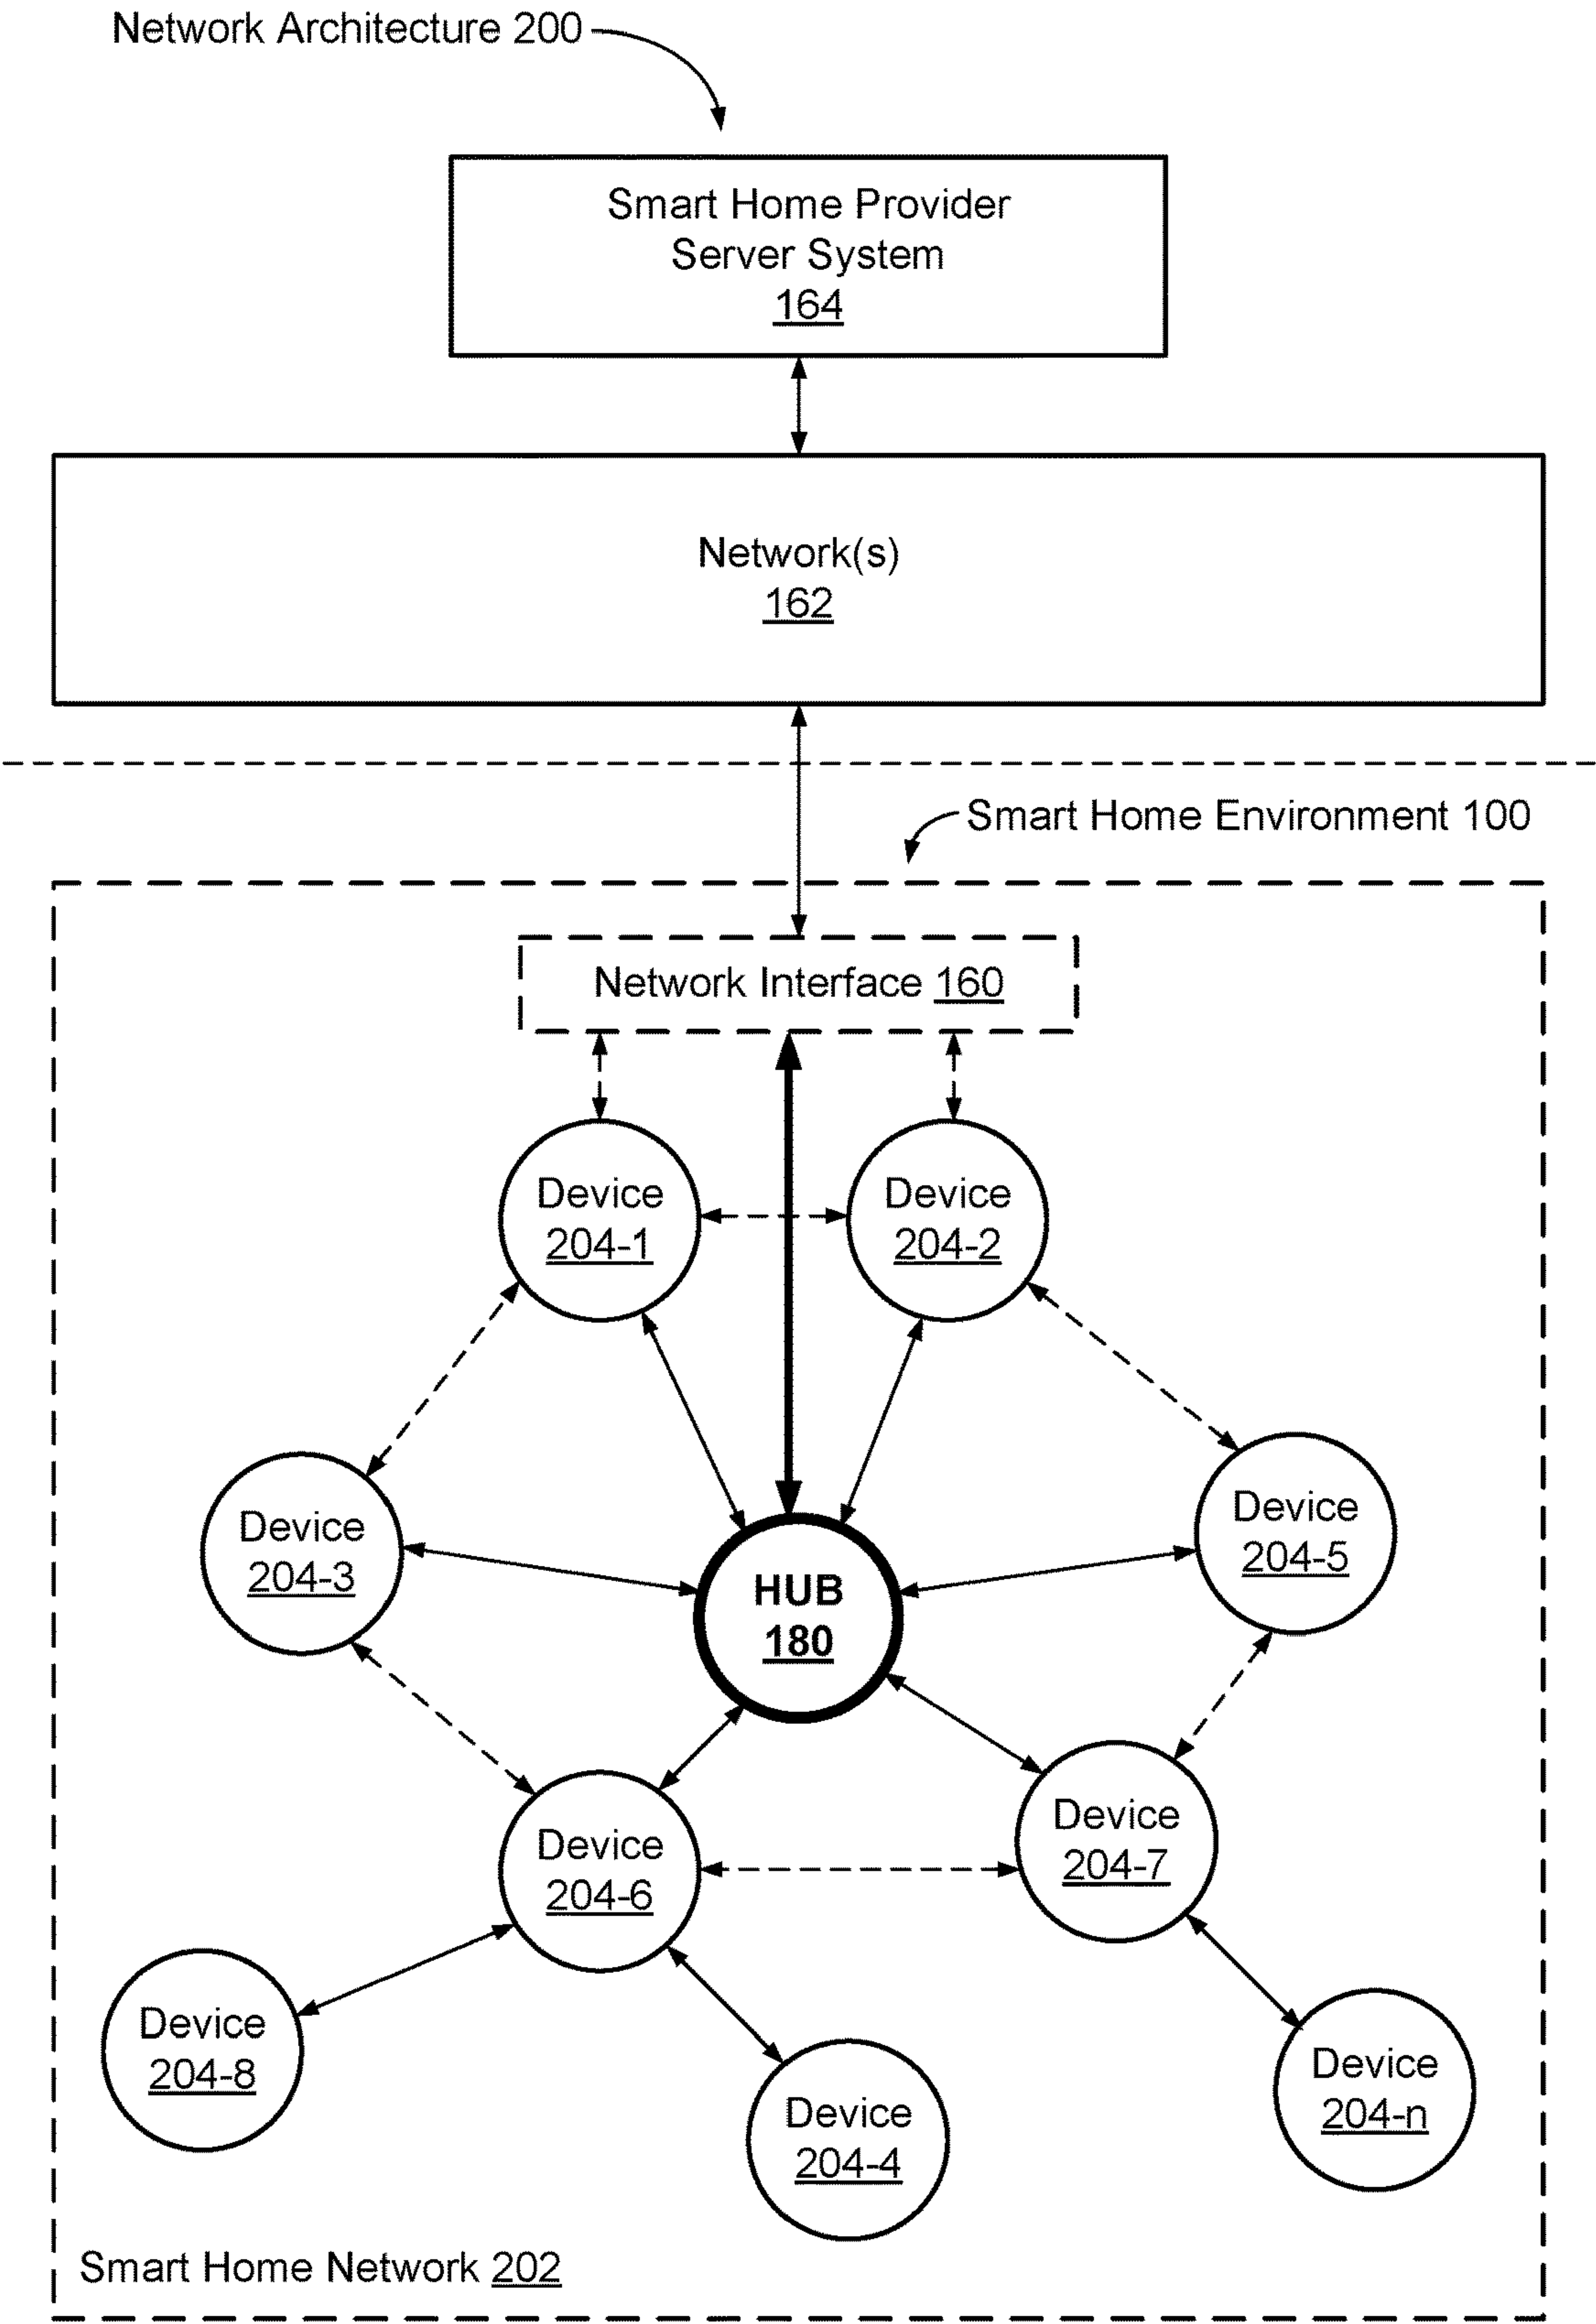 Network Architecture 200
Smart Home Provider
Server System
164
Network(s)
162
Smart Home Environment 100
Network Interface 160
Device
204-1
Device
204-2
Device
204-3
Device
204-5
HUB
180
Device
204-6
Device
204-7
Device
204-8
Device
204-4
Device
204-n
Smart Home Network 202